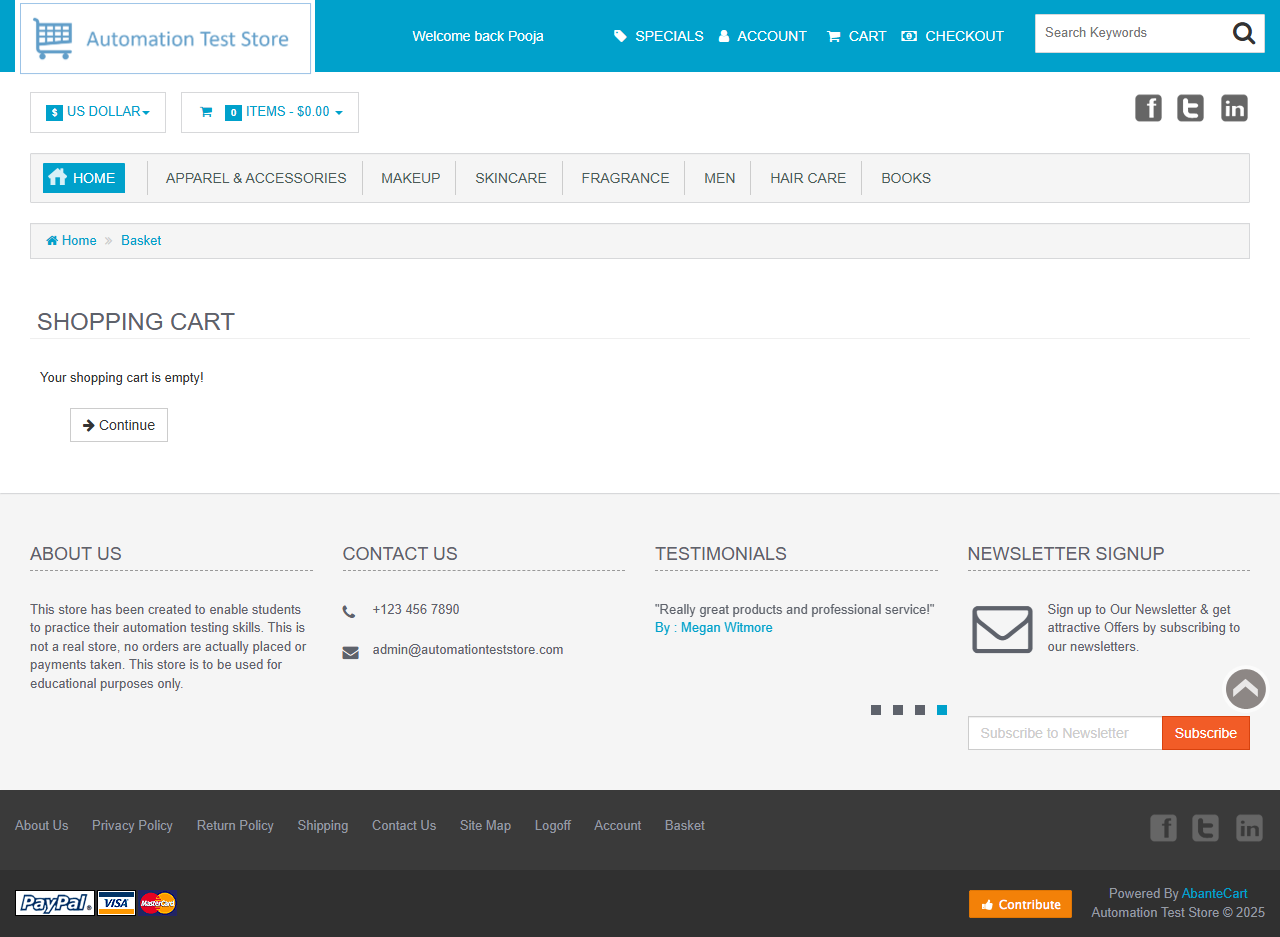 Automation Test Store
Welcome back Pooja
SPECIALS ACCOUNT CART CHECKOUT
Search Keywords
$ US DOLLAR
0 ITEMS - $0.00
HOME APPAREL & ACCESSORIES MAKEUP SKINCARE FRAGRANCE MEN HAIR CARE BOOKS
Home Basket
SHOPPING CART
Your shopping cart is empty!
Continue
ABOUT US
This store has been created to enable students
to practice their automation testing skills. This is
not a real store, no orders are actually placed or
payments taken. This store is to be used for
educational purposes only.
CONTACT US
+123 456 7890
admin@automationteststore.com
TESTIMONIALS
"Really great products and professional service!"
By : Megan Witmore
NEWSLETTER SIGNUP
Sign up to Our Newsletter & get
attractive Offers by subscribing to
our newsletters.
Subscribe to Newsletter
Subscribe
About Us Privacy Policy Return Policy Shipping Contact Us Site Map Logoff Account Basket
PayPal VISA MasterCard
Contribute
Powered By AbanteCart
Automation Test Store © 2025